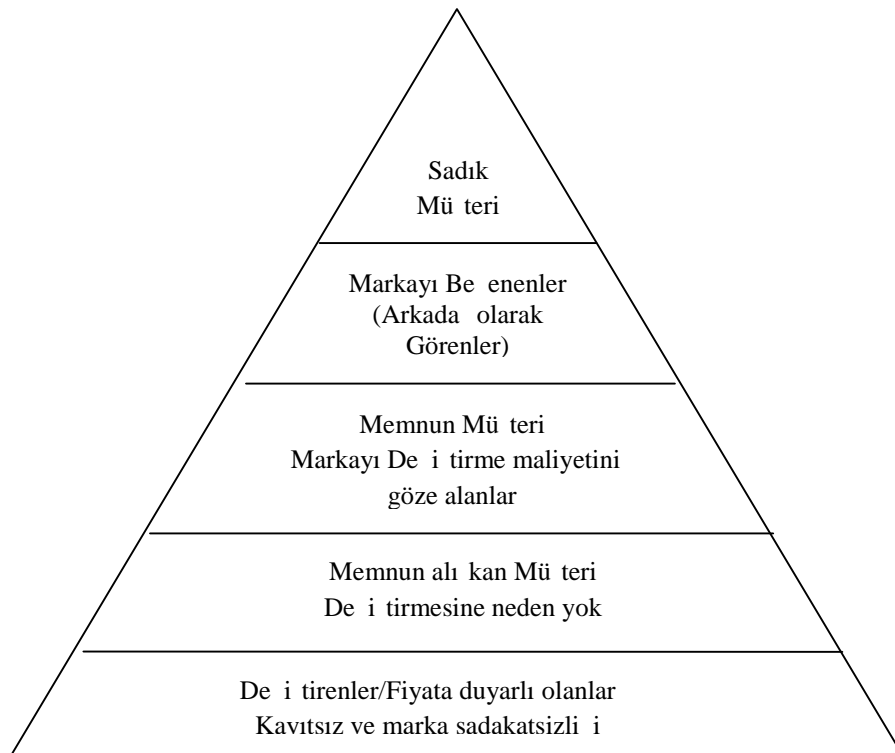 Sadık
Mü teri
Markayı Be enenler
(Arkada olarak
Görenler)
Memnun Mü teri
Markayı De i tirme maliyetini
göze alanlar
Memnun alı kan Mü teri
De i tirmesine neden yok
De i tirenler/Fiyata duyarlı olanlar
Kavıtsız ve marka sadakatsizli i